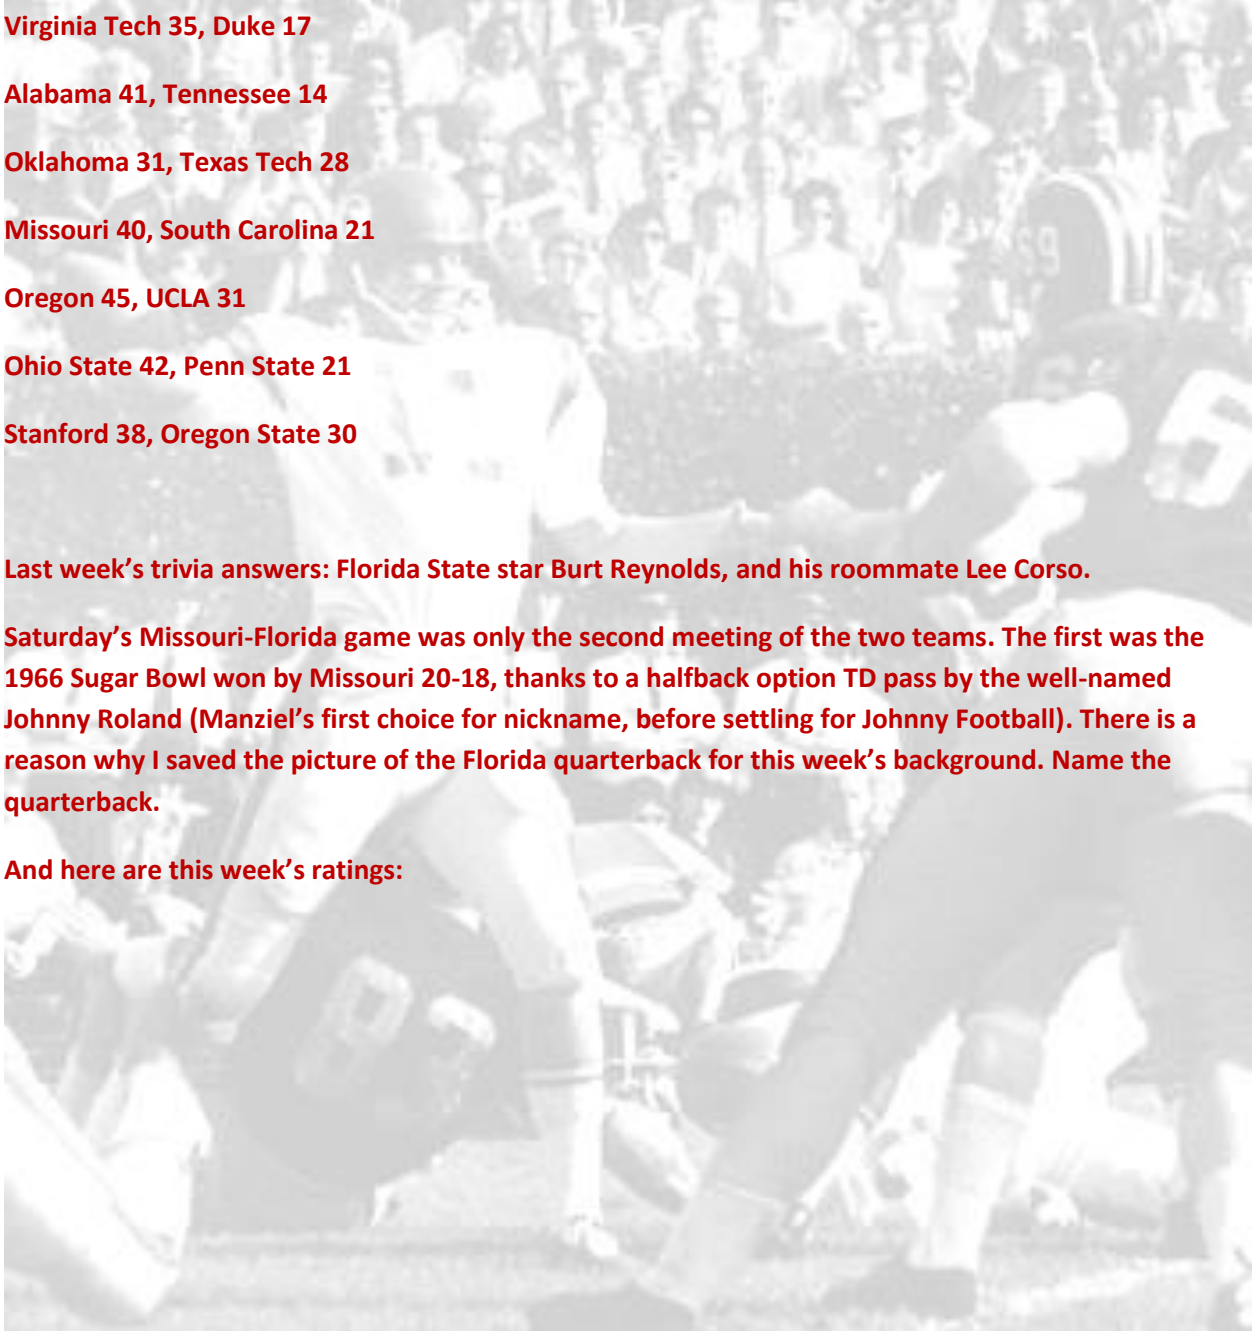 Virginia Tech 35, Duke 17
Alabama 41, Tennessee 14
Oklahoma 31, Texas Tech 28
Missouri 40, South Carolina 21
Oregon 45, UCLA 31
Ohio State 42, Penn State 21
Stanford 38, Oregon State 30
Last week’s trivia answers: Florida State star Burt Reynolds, and his roommate Lee Corso.
Saturday’s Missouri-Florida game was only the second meeting of the two teams. The first was the
1966 Sugar Bowl won by Missouri 20-18, thanks to a halfback option TD pass by the well-named
Johnny Roland (Manziel’s first choice for nickname, before settling for Johnny Football). There is a
reason why I saved the picture of the Florida quarterback for this week’s background. Name the
quarterback.
And here are this week’s ratings: